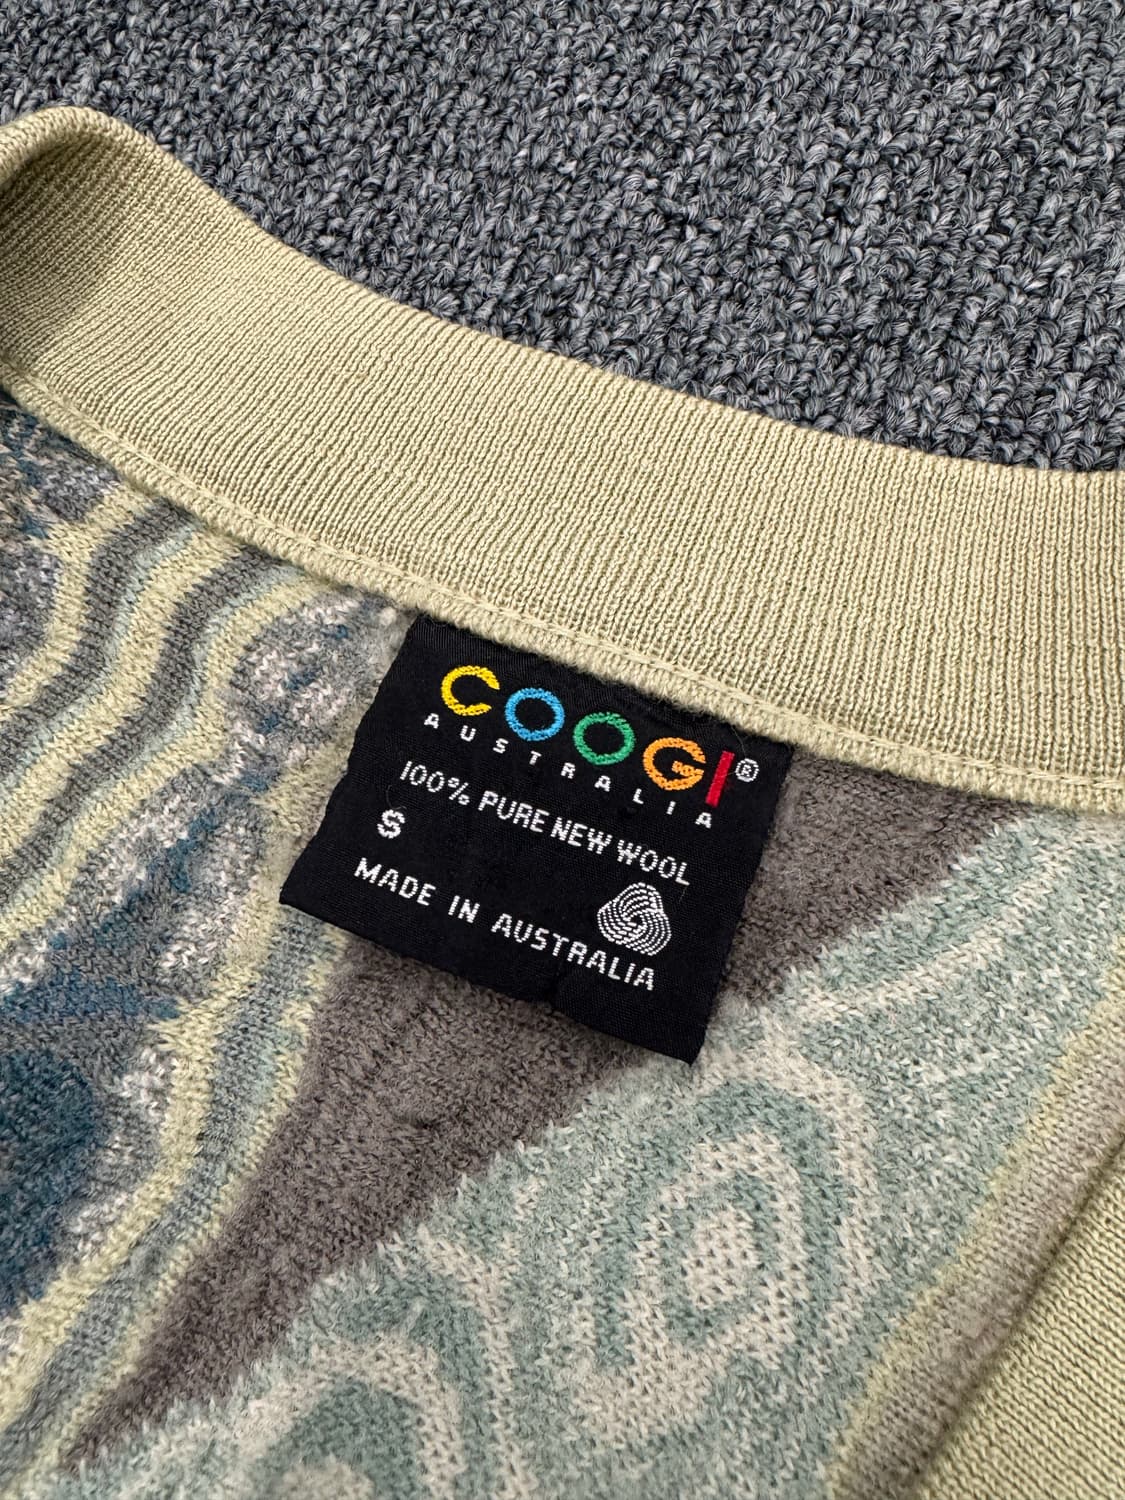 COOGI®
AUSTRALIA
100% PURE NEW WOOL
S
MADE IN AUSTRALIA